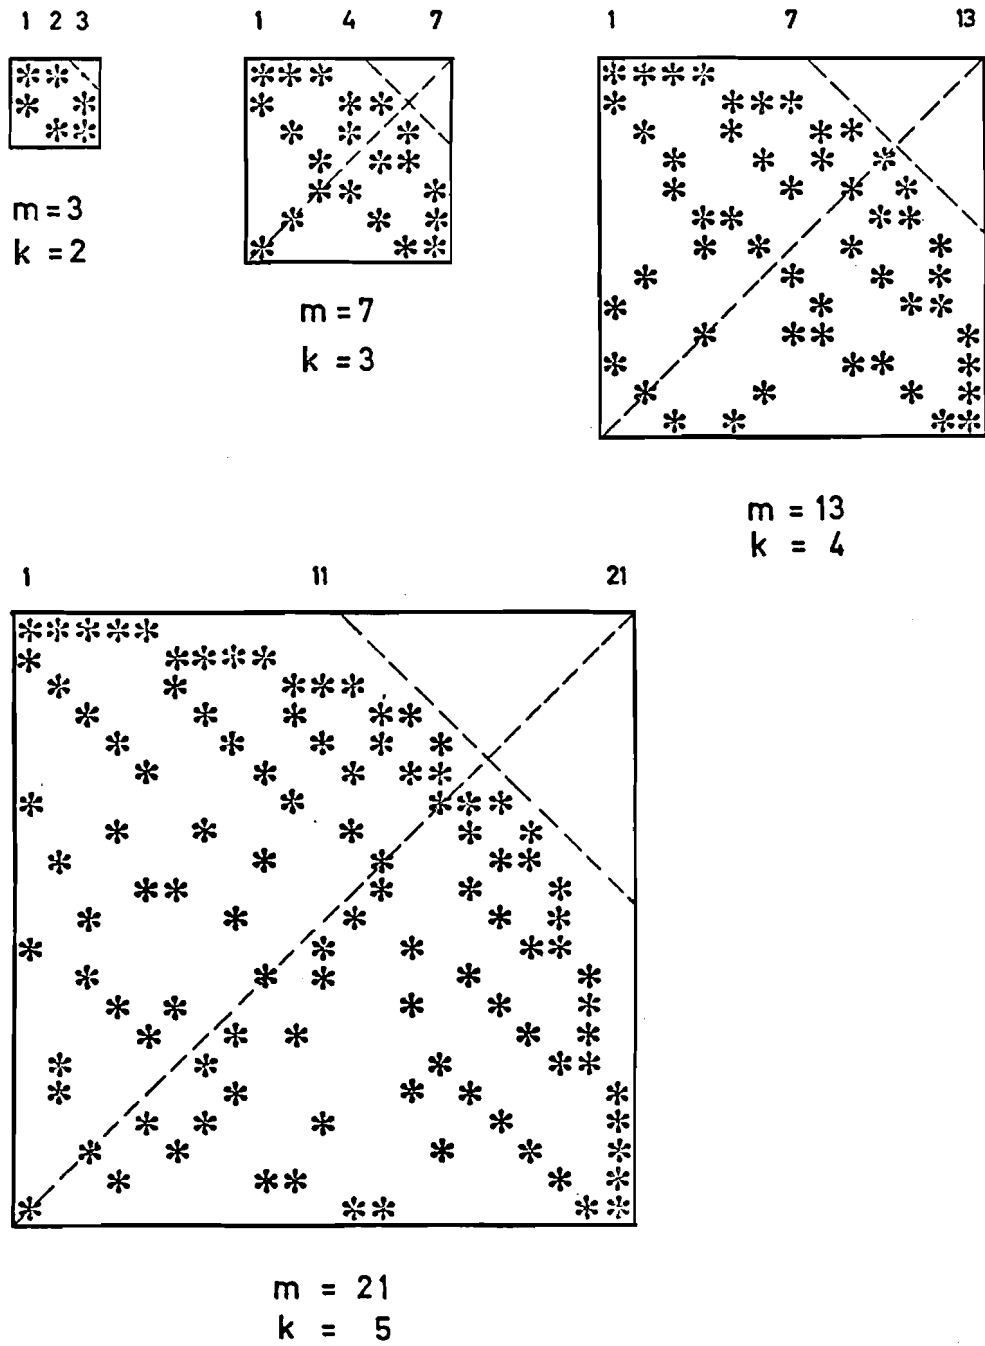 1 2 3
m = 3
k = 2
1 4 7
m = 7
k = 3
1 7 13
m = 13
k = 4
1 11 21
m = 21
k = 5